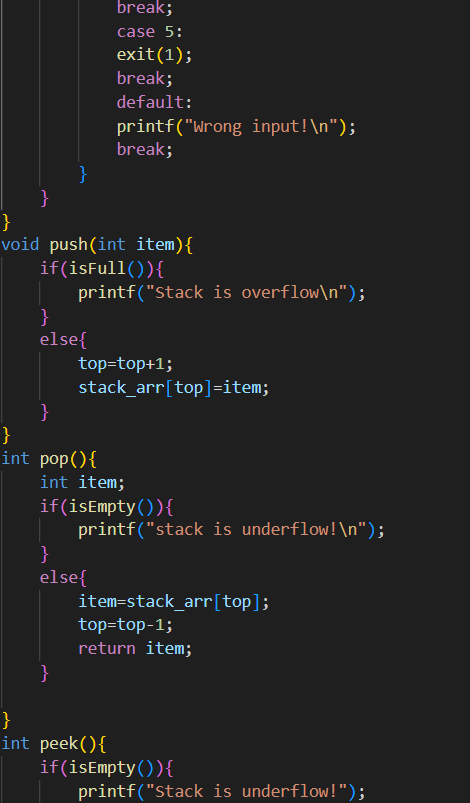 break;
case 5:
exit(1);
break;
default:
printf("Wrong input!\n");
break;
}
}
}
void push(int item){
if(isFull()){
printf("Stack is overflow\n");
}
else{
top=top+1;
stack_arr[top]=item;
}
}
int pop(){
int item;
if(isEmpty()){
printf("stack is underflow!\n");
}
else{
item=stack_arr[top];
top=top-1;
return item;
}
}
int peek(){
if(isEmpty()){
printf("Stack is underflow!");